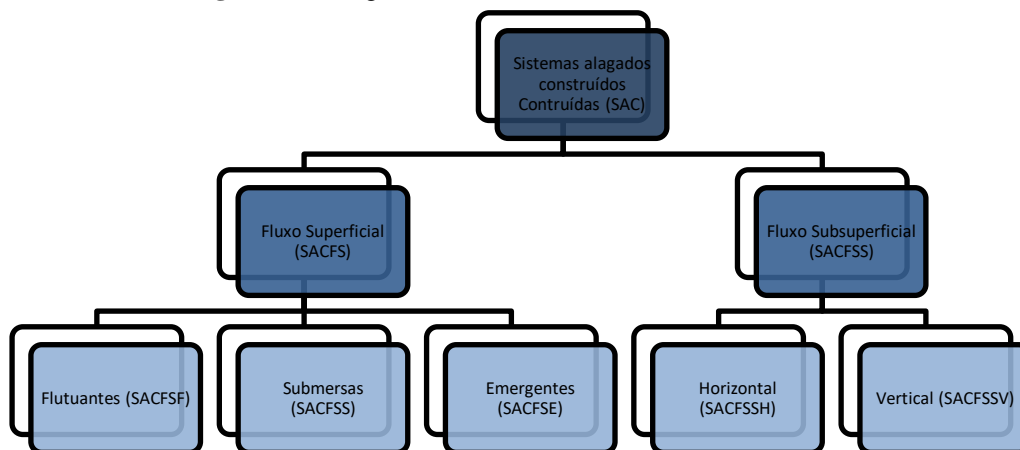 Sistemas alagados
construídos
Contruídas (SAC)
Fluxo Superficial
(SACFS)
Fluxo Subsuperficial
(SACFSS)
Flutuantes (SACFSF)
Submersas
(SACFSS)
Emergentes
(SACFSE)
Horizontal
(SACFSSH)
Vertical (SACFSSV)